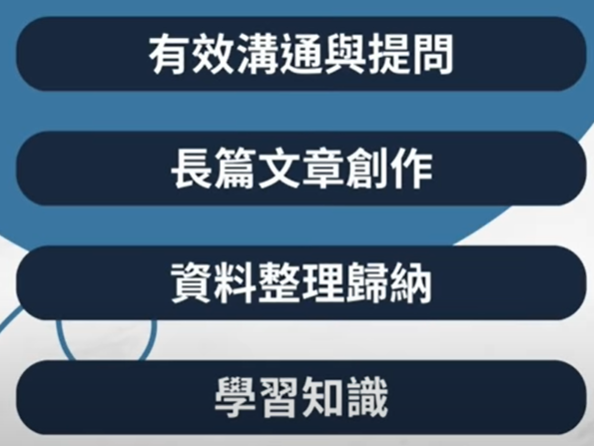 有效溝通與提問
長篇文章創作
資料整理歸納
學習知識